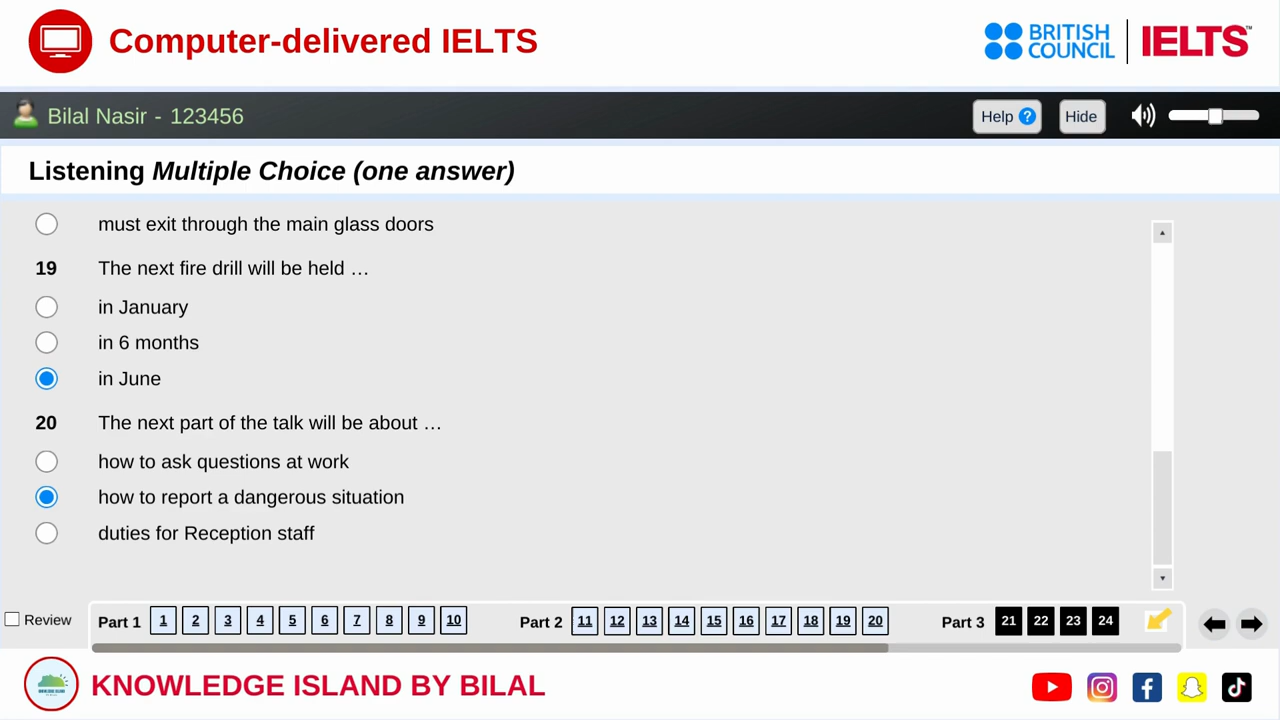 Computer-delivered IELTS
BRITISH
COUNCIL
IELTS™
Bilal Nasir - 123456
Help ?
Hide
Listening Multiple Choice (one answer)
must exit through the main glass doors
19 The next fire drill will be held …
in January
in 6 months
in June
20 The next part of the talk will be about …
how to ask questions at work
how to report a dangerous situation
duties for Reception staff
Review
Part 1 1 2 3 4 5 6 7 8 9 10
Part 2 11 12 13 14 15 16 17 18 19 20
Part 3 21 22 23 24
KNOWLEDGE ISLAND BY BILAL